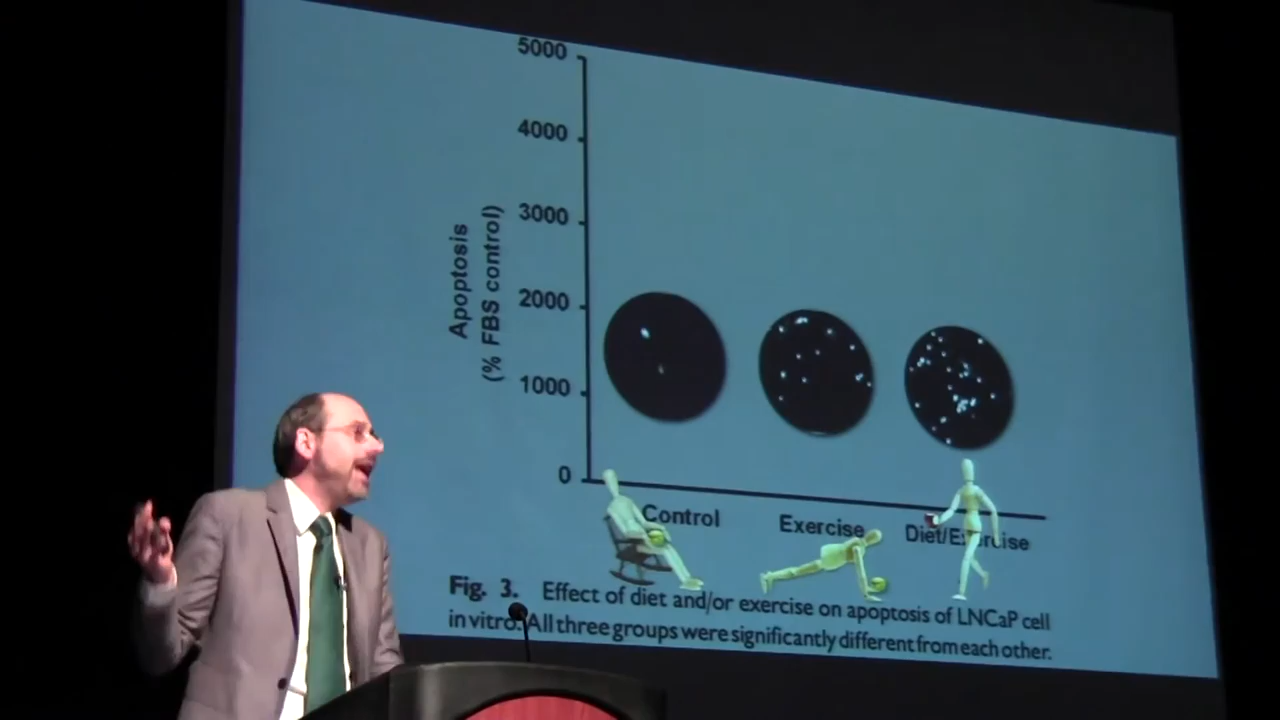 5000
4000
3000
2000
1000
0
Apoptosis
(% FBS control)
Control
Exercise
Diet/Exercise
Fig. 3. Effect of diet and/or exercise on apoptosis of LNCaP cell
in vitro. All three groups were significantly different from each other.